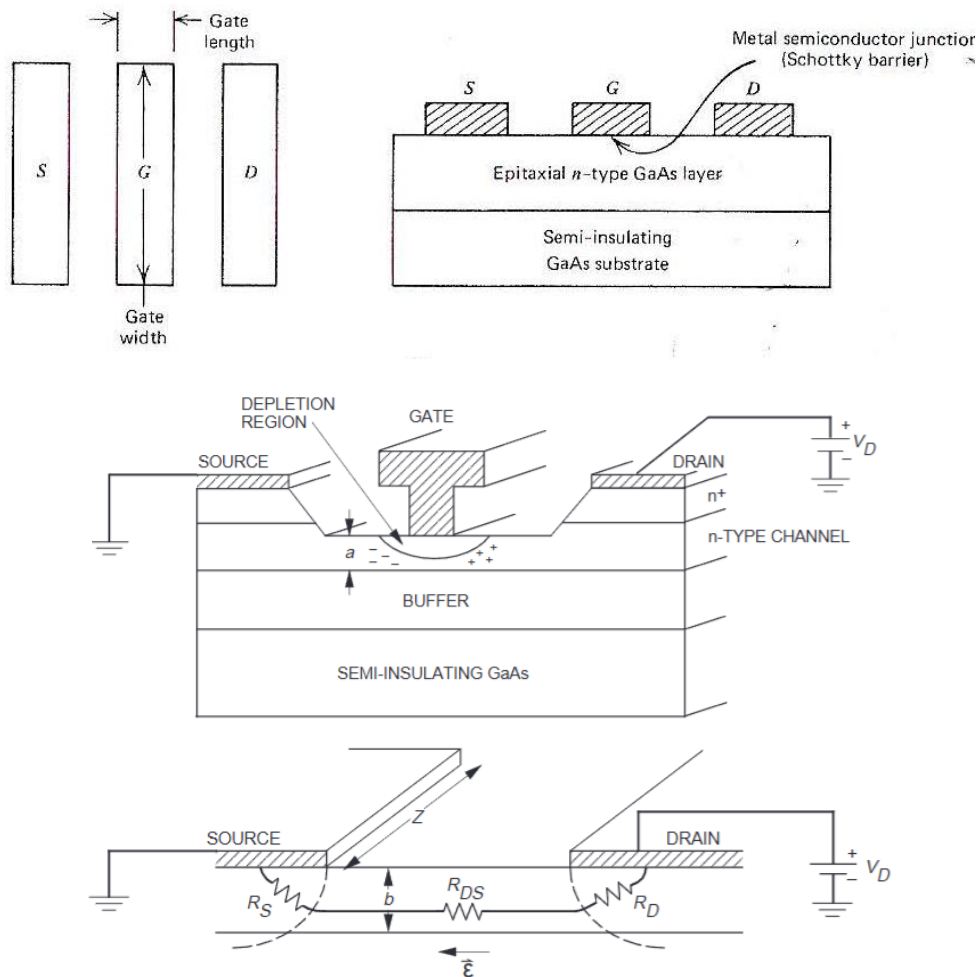 Gate
length
S
G
D
Gate
width
Metal semiconductor junction
(Schottky barrier)
S
G
D
Epitaxial n-type GaAs layer
Semi-insulating
GaAs substrate
DEPLETION
REGION
GATE
SOURCE
DRAIN
+
V_D
−
n+
n-TYPE CHANNEL
a
− − − −
+ + + + +
BUFFER
SEMI-INSULATING GaAs
Z
SOURCE
DRAIN
+
V_D
−
R_S
b
R_DS
R_D
ε